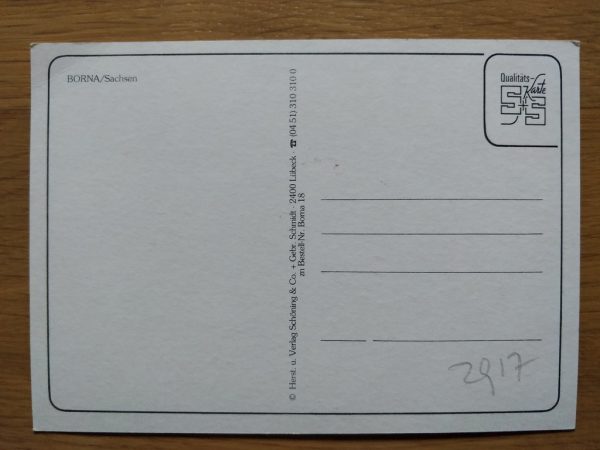 BORNA/Sachsen
© Herst. u. Verlag Schöning & Co. + Gebr. Schmidt · 2400 Lübeck · ☎ (04 51) 310 310 0
zn Bestell-Nr. Borna 18
Qualitäts-
Karte
S+S
2917